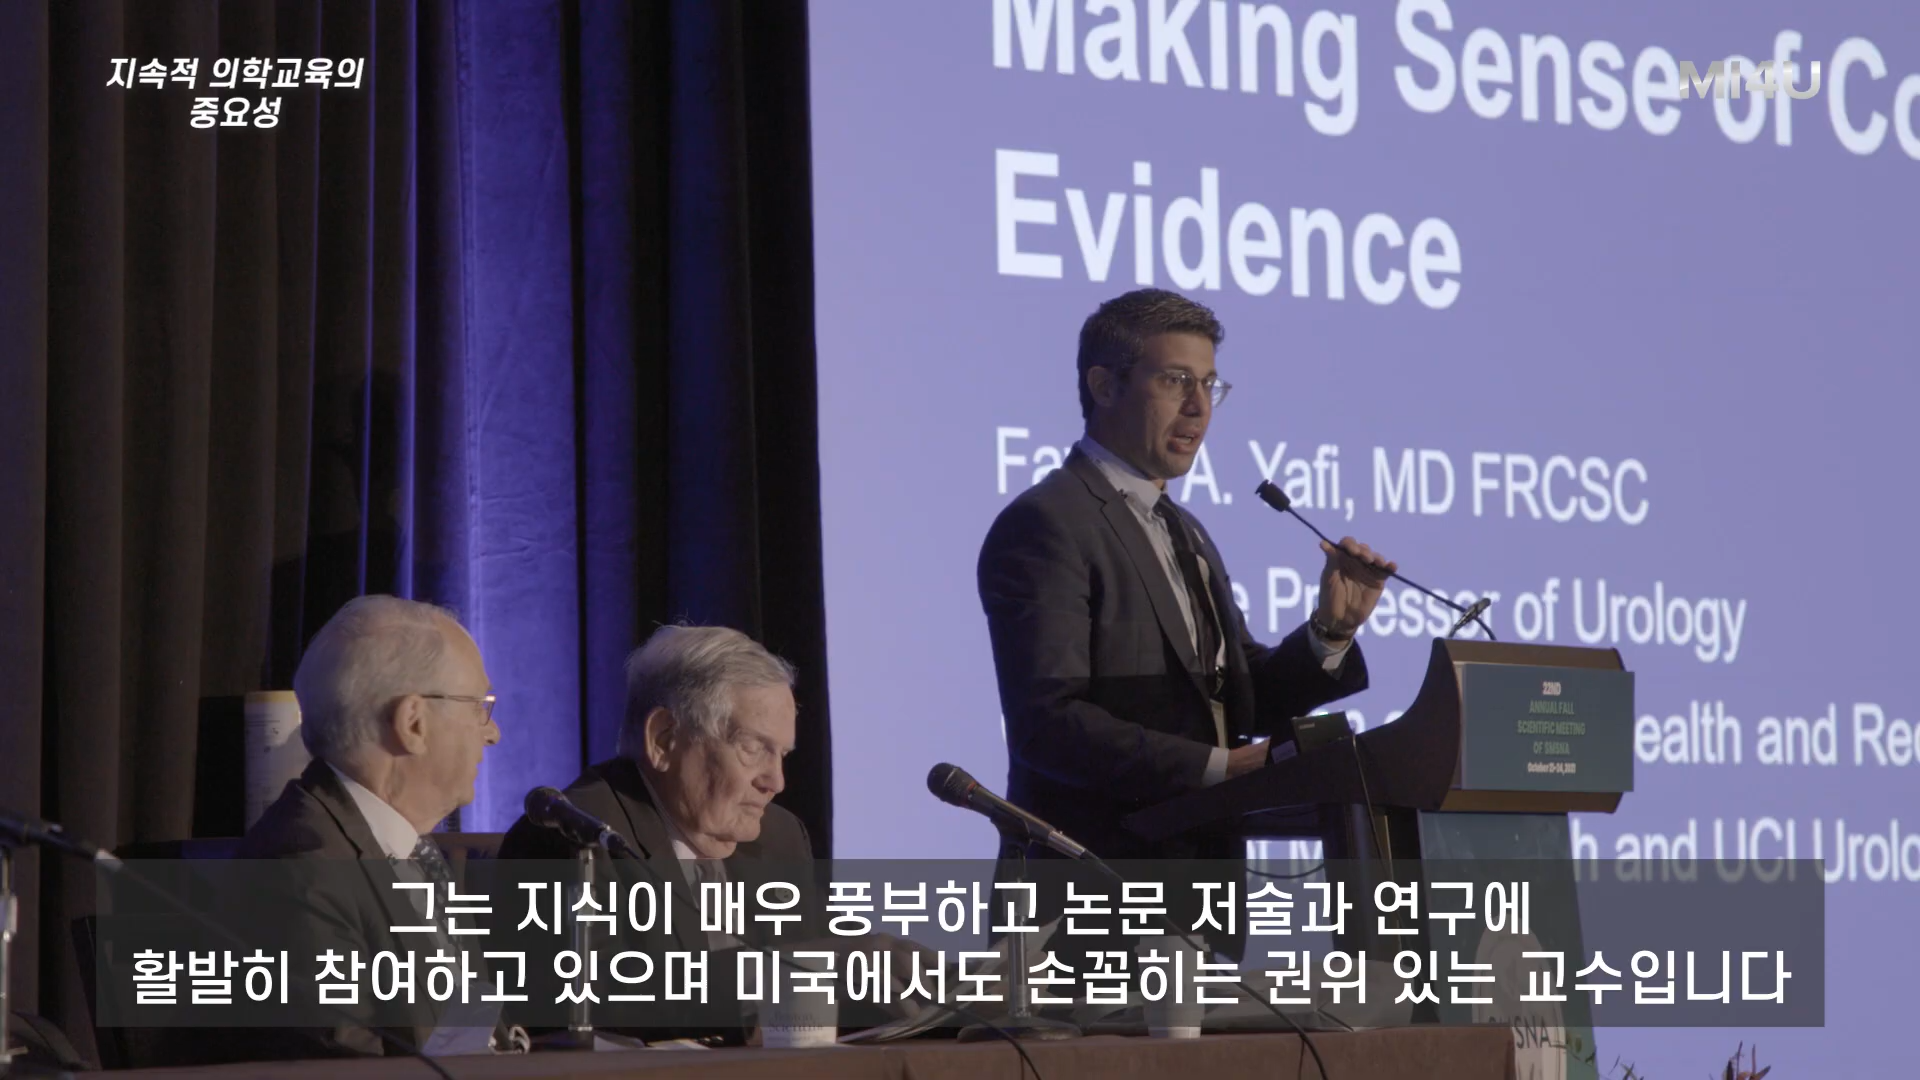 지속적 의학교육의
중요성
MI4U
Making Sense of
Evidence
A. Yafi, MD FRCSC
Professor of Urology
and
and UCI
22ND
ANNUAL FALL
SCIENTIFIC MEETING
OF SMSNA
그는 지식이 매우 풍부하고 논문 저술과 연구에
활발히 참여하고 있으며 미국에서도 손꼽히는 권위 있는 교수입니다